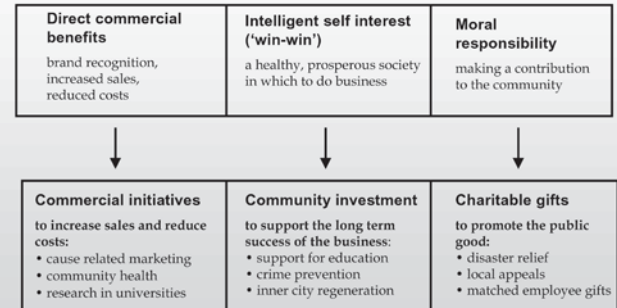 Direct commercial
benefits
brand recognition,
increased sales,
reduced costs
Intelligent self interest
(‘win-win’)
a healthy, prosperous society
in which to do business
Moral
responsibility
making a contribution
to the community
Commercial initiatives
to increase sales and reduce
costs:
• cause related marketing
• community health
• research in universities
Community investment
to support the long term
success of the business:
• support for education
• crime prevention
• inner city regeneration
Charitable gifts
to promote the public
good:
• disaster relief
• local appeals
• matched employee gifts